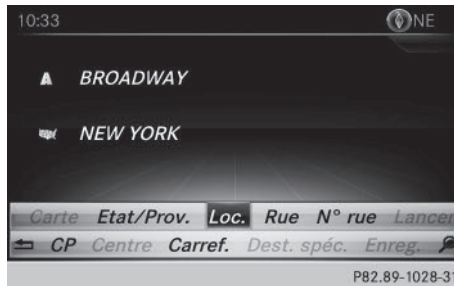 10:33 NE
BROADWAY
NEW YORK
Carte Etat/Prov. Loc. Rue N° rue Lancer
CP Centre Carref. Dest. spéc. Enreg.
P82.89-1028-31